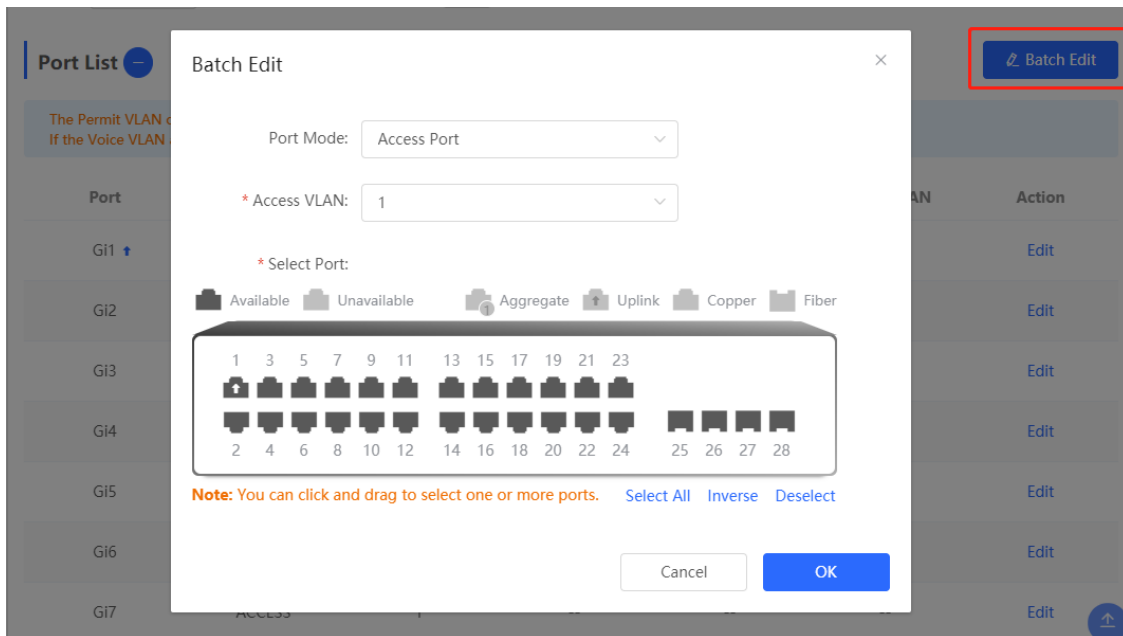 Port List
Batch Edit
Batch Edit
The Permit VLAN
If the Voice VLAN
Port Mode:
Access Port
* Access VLAN:
1
Port
AN
Action
* Select Port:
Gi1
Edit
Available
Unavailable
1
Aggregate
Uplink
Copper
Fiber
Gi2
Edit
1 3 5 7 9 11 13 15 17 19 21 23
Gi3
Edit
2 4 6 8 10 12 14 16 18 20 22 24 25 26 27 28
Gi4
Edit
Note: You can click and drag to select one or more ports.
Select All Inverse Deselect
Gi5
Edit
Gi6
Edit
Cancel
OK
Gi7
ACCESS
Edit